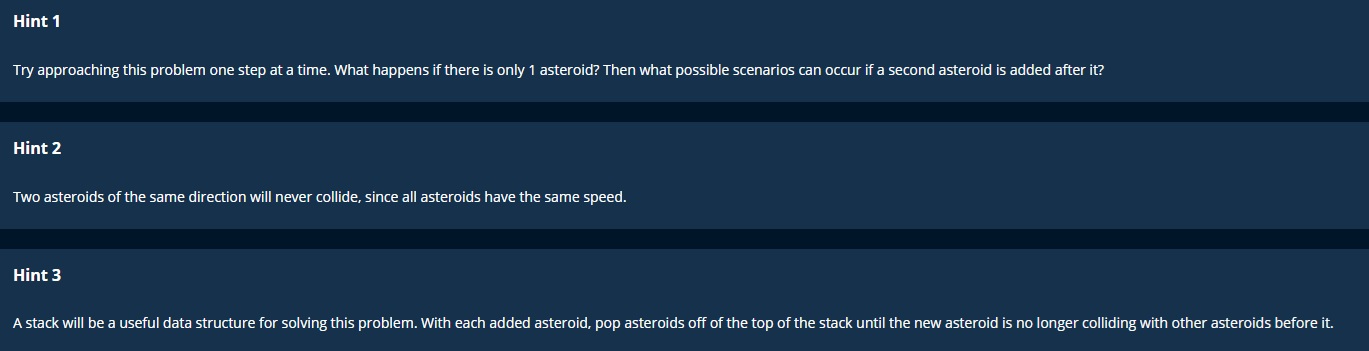 Hint 1
Try approaching this problem one step at a time. What happens if there is only 1 asteroid? Then what possible scenarios can occur if a second asteroid is added after it?
Hint 2
Two asteroids of the same direction will never collide, since all asteroids have the same speed.
Hint 3
A stack will be a useful data structure for solving this problem. With each added asteroid, pop asteroids off of the top of the stack until the new asteroid is no longer colliding with other asteroids before it.